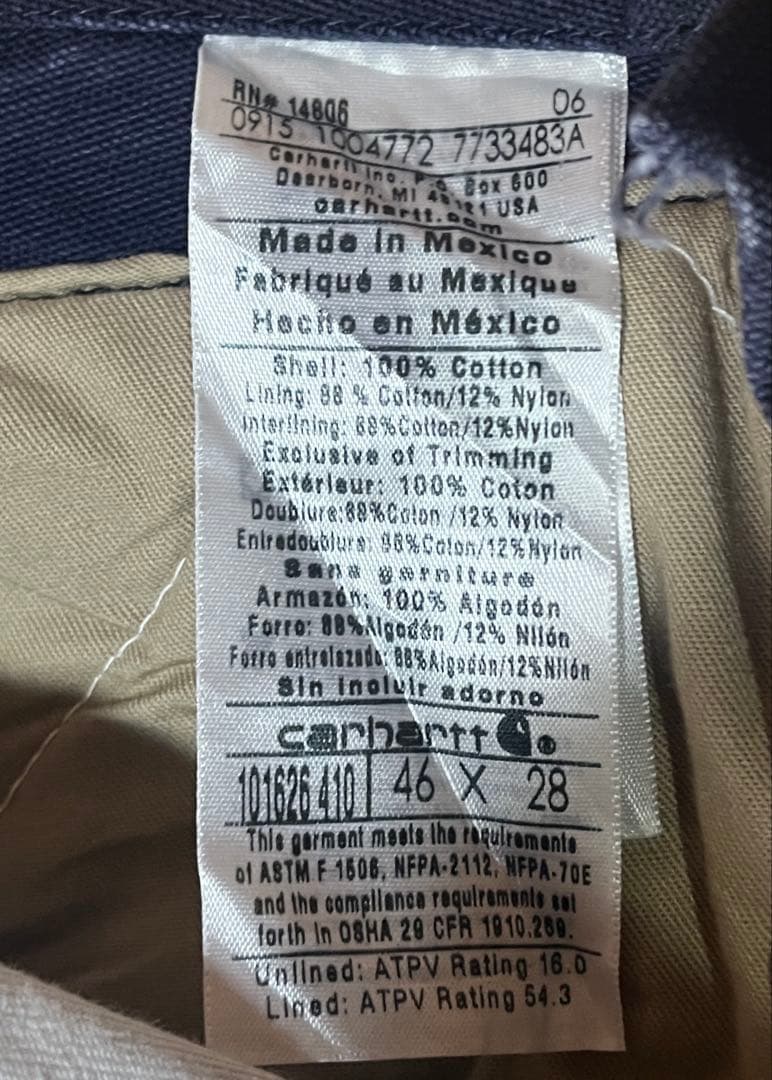 RN# 14806 06
0915 1004772 7733483A
Carhartt Inc. P.O. Box 600
Dearborn, MI 48121 USA
carhartt.com
Made in Mexico
Fabriqué au Mexique
Hecho en México
Shell: 100% Cotton
Lining: 88 % Cotton/12% Nylon
Interlining: 88%Cotton/12%Nylon
Exclusive of Trimming
Extérieur: 100% Coton
Doublure:88%Coton /12% Nylon
Entredoublure: 88%Coton/12%Nylon
Sans garniture
Armazón: 100% Algodón
Forro: 88%Algodón /12% Nilón
Forro entrelazado: 88%Algodón/12%Nilón
Sin incluir adorno
carhartt ®
101626 410 46 X 28
This garment meets the requirements
of ASTM F 1506, NFPA-2112, NFPA-70E
and the compliance requirements set
forth in OSHA 29 CFR 1910.269.
Unlined: ATPV Rating 16.0
Lined: ATPV Rating 54.3